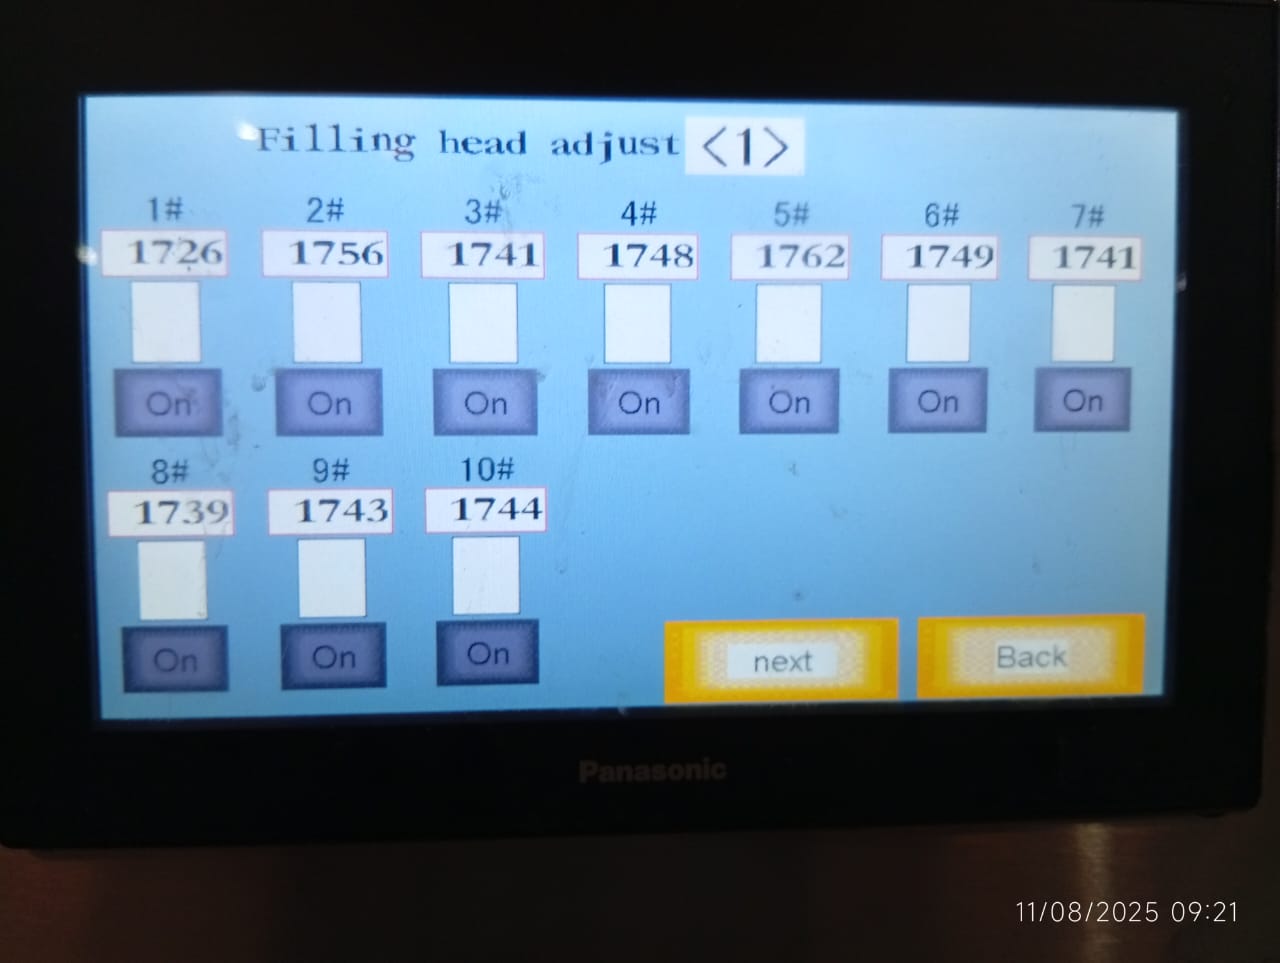 Filling head adjust <1>
1# 2# 3# 4# 5# 6# 7#
1726 1756 1741 1748 1762 1749 1741
On On On On On On On
8# 9# 10#
1739 1743 1744
On On On
next Back
Panasonic
11/08/2025 09:21